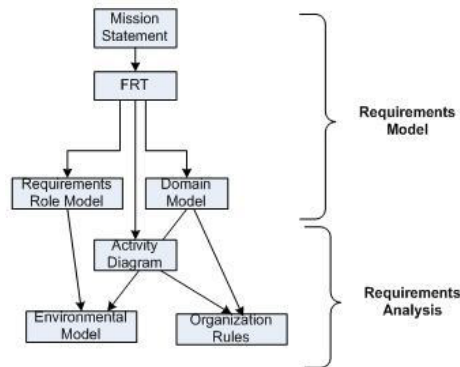 Mission
Statement
FRT
Requirements
Model
Requirements
Role Model
Domain
Model
Activity
Diagram
Requirements
Analysis
Environmental
Model
Organization
Rules